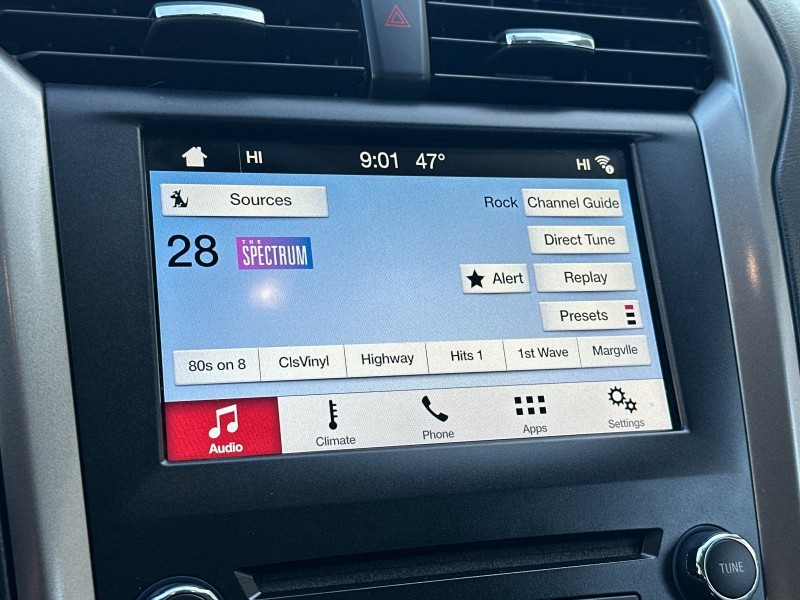 HI 9:01 47° HI
Sources
Rock Channel Guide
28 THE SPECTRUM
Direct Tune
Alert Replay
Presets
80s on 8 ClsVinyl Highway Hits 1 1st Wave Margvlle
Audio Climate Phone Apps Settings
TUNE